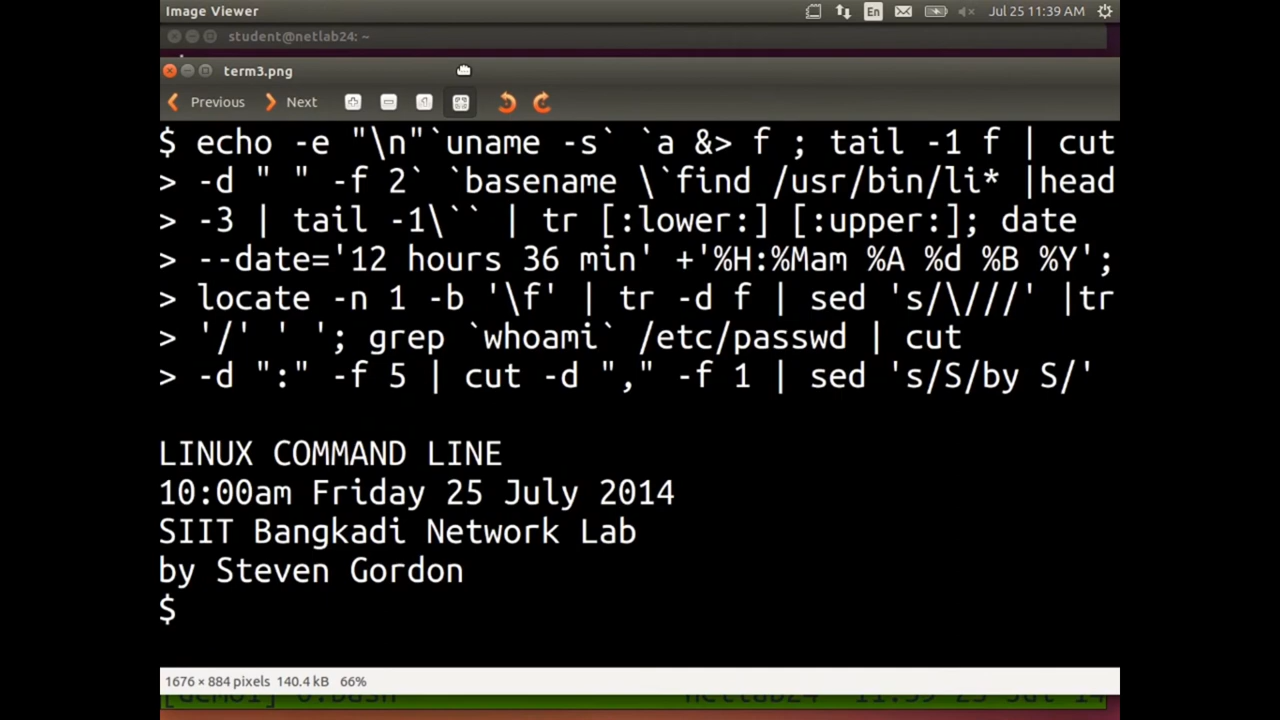 Image Viewer
En
Jul 25 11:39 AM
student@netlab24: ~
term3.png
Previous
Next
$ echo -e "\n"`uname -s` `a &> f ; tail -1 f | cut
> -d " " -f 2` `basename \`find /usr/bin/li* |head
> -3 | tail -1\`` | tr [:lower:] [:upper:]; date
> --date='12 hours 36 min' +'%H:%Mam %A %d %B %Y';
> locate -n 1 -b '\f' | tr -d f | sed 's/\///' |tr
> '/' ' '; grep `whoami` /etc/passwd | cut
> -d ":" -f 5 | cut -d "," -f 1 | sed 's/S/by S/'
LINUX COMMAND LINE
10:00am Friday 25 July 2014
SIIT Bangkadi Network Lab
by Steven Gordon
$
1676 × 884 pixels 140.4 kB 66%